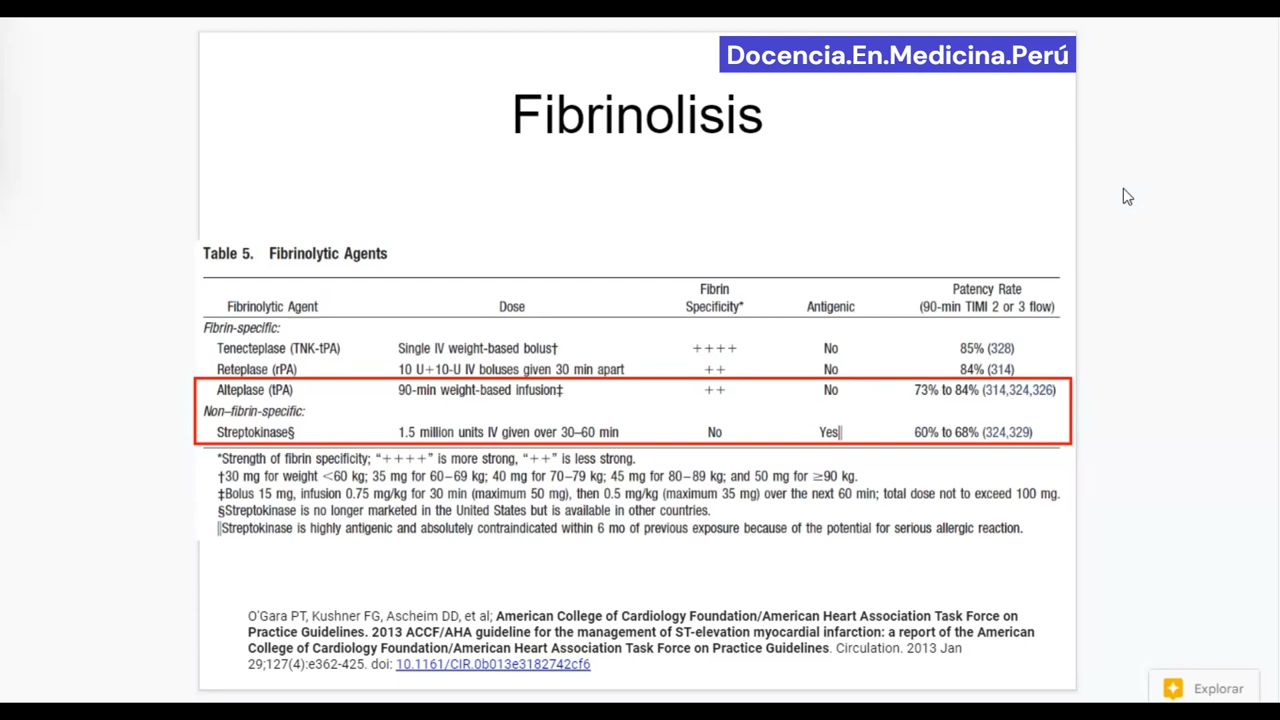 Docencia.En.Medicina.Perú
Fibrinolisis
Table 5. Fibrinolytic Agents
Fibrinolytic Agent Dose Fibrin Specificity* Antigenic Patency Rate (90-min TIMI 2 or 3 flow)
Fibrin-specific:
Tenecteplase (TNK-tPA) Single IV weight-based bolus† ++++ No 85% (328)
Reteplase (rPA) 10 U+10-U IV boluses given 30 min apart ++ No 84% (314)
Alteplase (tPA) 90-min weight-based infusion‡ ++ No 73% to 84% (314,324,326)
Non–fibrin-specific:
Streptokinase§ 1.5 million units IV given over 30–60 min No Yes‖ 60% to 68% (324,329)
*Strength of fibrin specificity; “++++” is more strong, “++” is less strong.
†30 mg for weight <60 kg; 35 mg for 60–69 kg; 40 mg for 70–79 kg; 45 mg for 80–89 kg; and 50 mg for ≥90 kg.
‡Bolus 15 mg, infusion 0.75 mg/kg for 30 min (maximum 50 mg), then 0.5 mg/kg (maximum 35 mg) over the next 60 min; total dose not to exceed 100 mg.
§Streptokinase is no longer marketed in the United States but is available in other countries.
‖Streptokinase is highly antigenic and absolutely contraindicated within 6 mo of previous exposure because of the potential for serious allergic reaction.
O'Gara PT, Kushner FG, Ascheim DD, et al; American College of Cardiology Foundation/American Heart Association Task Force on
Practice Guidelines. 2013 ACCF/AHA guideline for the management of ST-elevation myocardial infarction: a report of the American
College of Cardiology Foundation/American Heart Association Task Force on Practice Guidelines. Circulation. 2013 Jan
29;127(4):e362-425. doi: 10.1161/CIR.0b013e3182742cf6
Explorar